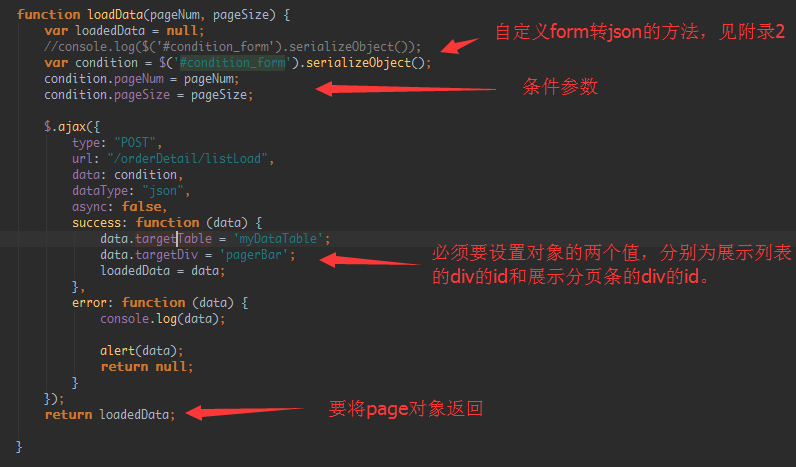 function loadData(pageNum, pageSize) {
var loadedData = null;
自定义form转json的方法，见附录2
//console.log($('#condition_form').serializeObject());
var condition = $('#condition_form').serializeObject();
condition.pageNum = pageNum;
条件参数
condition.pageSize = pageSize;
$.ajax({
type: "POST",
url: "/orderDetail/listLoad",
data: condition,
dataType: "json",
async: false,
success: function (data) {
data.targetTable = 'myDataTable';
data.targetDiv = 'pagerBar';
必须要设置对象的两个值，分别为展示列表
的div的id和展示分页条的div的id。
loadedData = data;
},
error: function (data) {
console.log(data);
alert(data);
return null;
}
});
return loadedData;
要将page对象返回
}